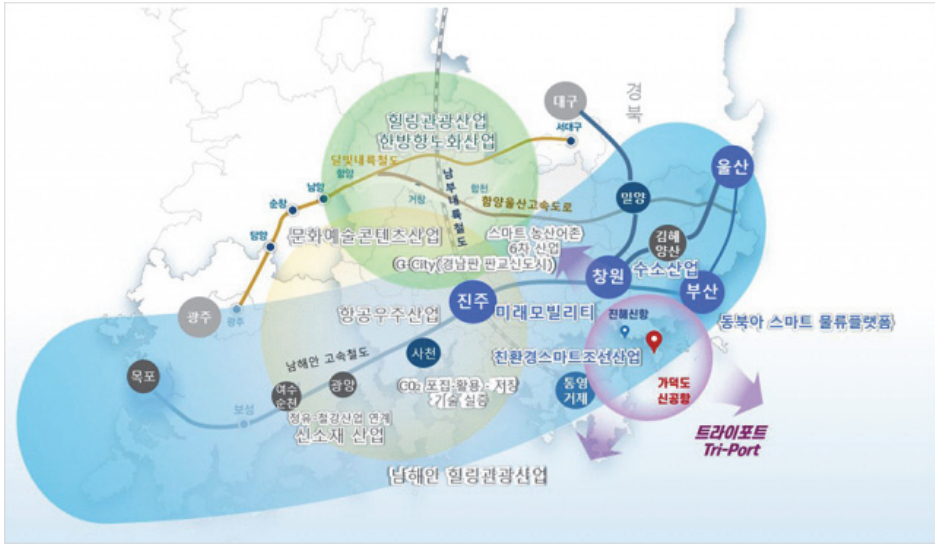 대구
경북
서대구
힐링관광산업
한방항노화산업
달빛내륙철도
함양
남양
순창
담양
거창
합천
남부내륙철도
함양울산고속도로
밀양
울산
김해
양산
문화예술콘텐츠산업
스마트 농산어촌
6차 산업
(G-City(경남판 판교신도시))
창원
수소산업
부산
광주
광주
항공우주산업
진주
미래모빌리티
진해신항
동북아 스마트 물류플랫폼
남해안 고속철도
사천
친환경스마트조선산업
목포
여수
순천
광양
CO₂ 포집·활용 · 저장
기술 실증
통영
거제
가덕도
신공항
보성
정유·철강산업 연계
신소재 산업
트라이포트
Tri-Port
남해안 힐링관광산업